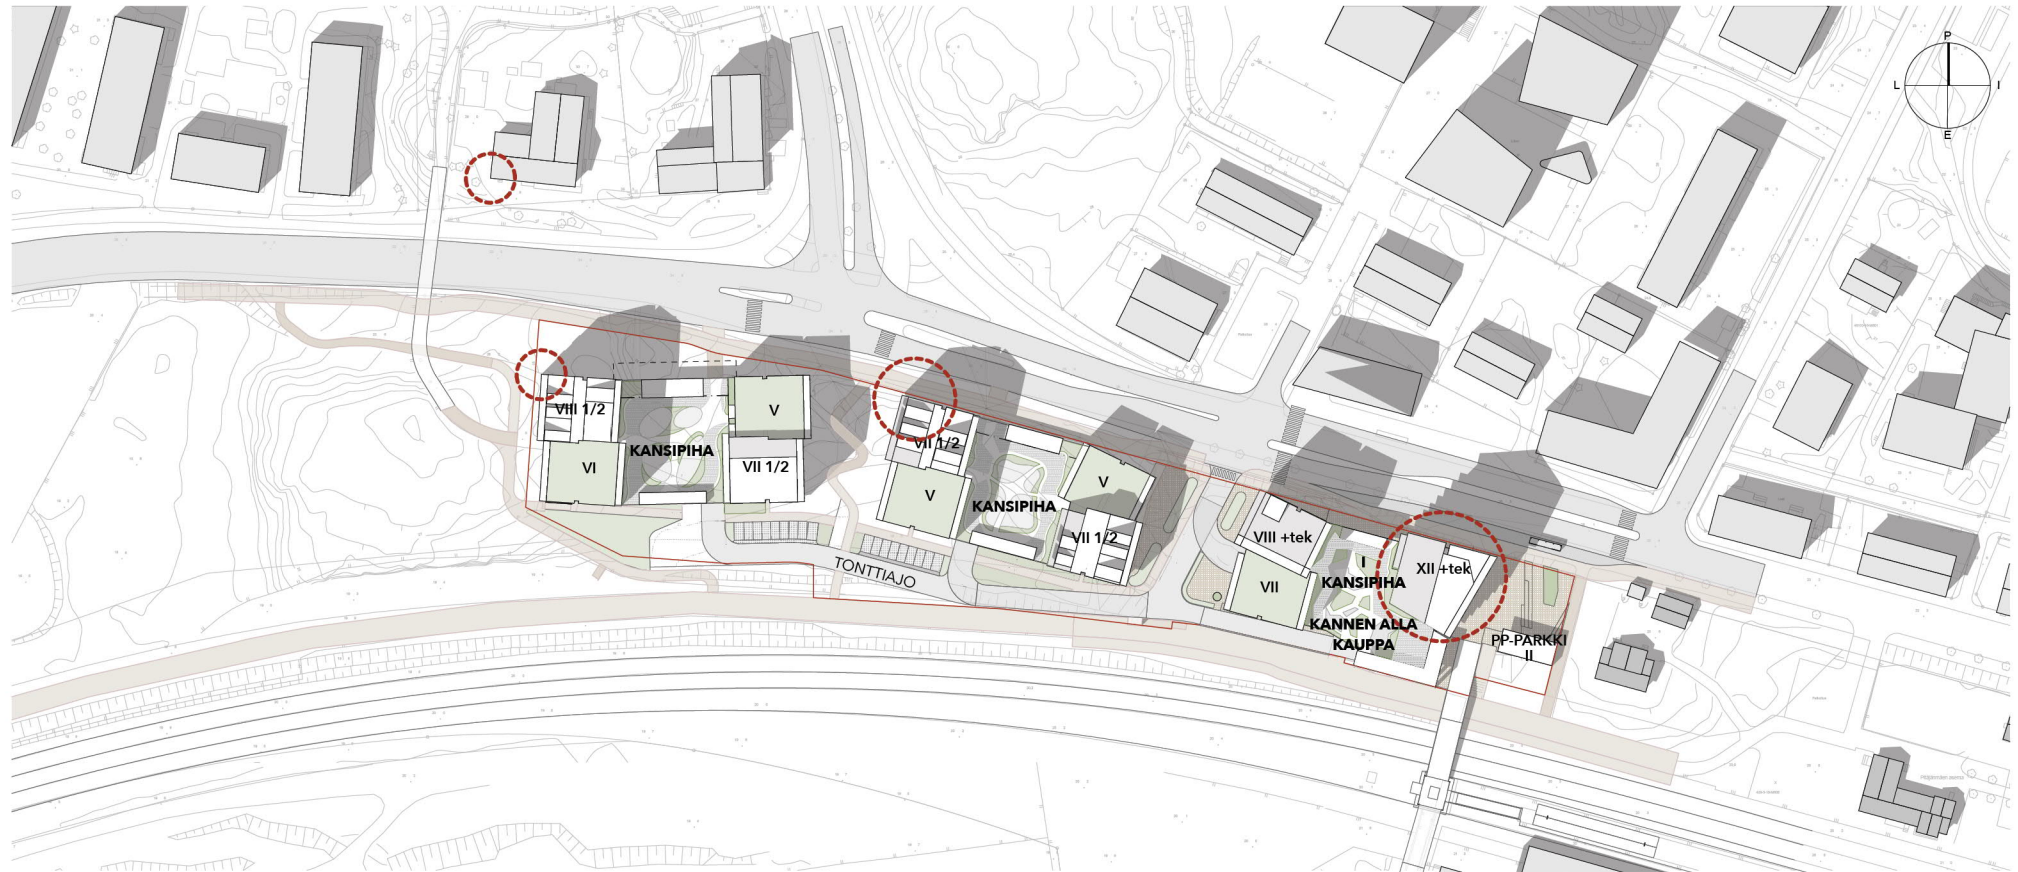 P
L
I
E
VIII 1/2
V
KANSIPIHA
VI
VII 1/2
VII 1/2
V
KANSIPIHA
V
VII 1/2
TONTTIAJO
VIII +tek
VII
I
KANSIPIHA
XII +tek
KANNEN ALLA
KAUPPA
PP-PARKKI
II